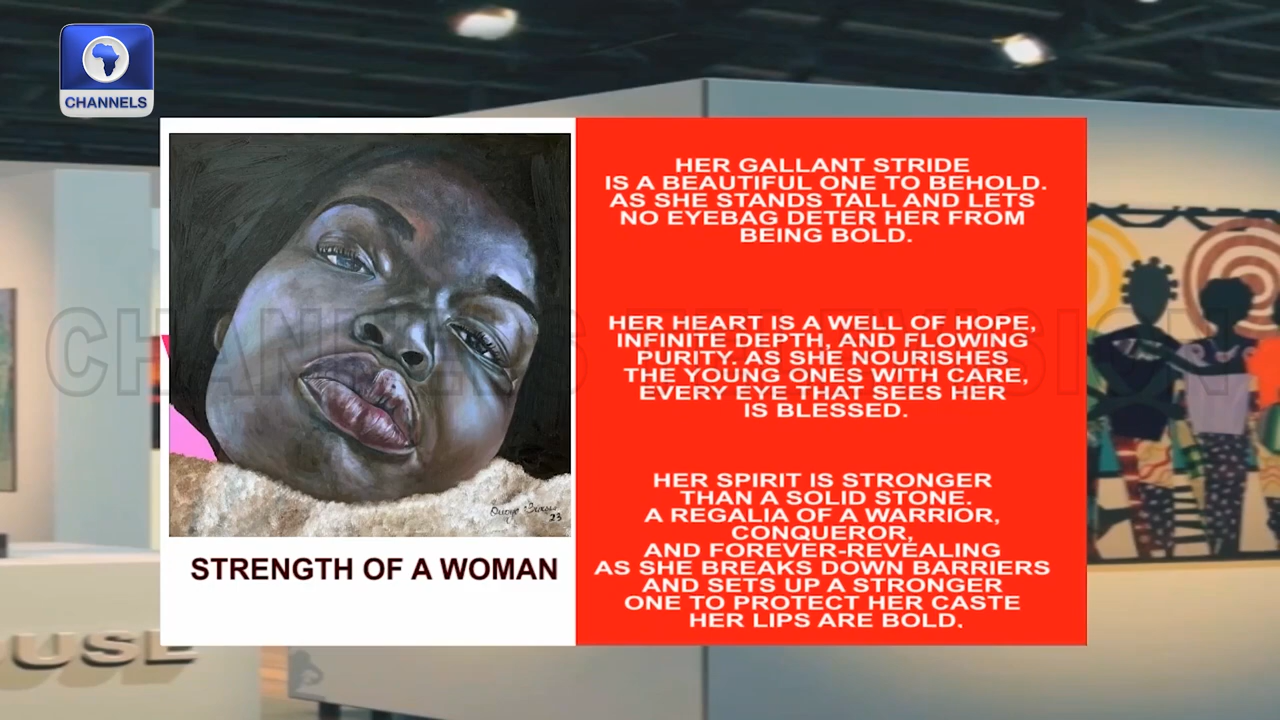 CHANNELS
HER GALLANT STRIDE
IS A BEAUTIFUL ONE TO BEHOLD.
AS SHE STANDS TALL AND LETS
NO EYEBAG DETER HER FROM
BEING BOLD.
HER HEART IS A WELL OF HOPE,
INFINITE DEPTH, AND FLOWING
PURITY. AS SHE NOURISHES
THE YOUNG ONES WITH CARE,
EVERY EYE THAT SEES HER
IS BLESSED.
HER SPIRIT IS STRONGER
THAN A SOLID STONE.
A REGALIA OF A WARRIOR,
CONQUEROR,
AND FOREVER-REVEALING
AS SHE BREAKS DOWN BARRIERS
AND SETS UP A STRONGER
ONE TO PROTECT HER CASTE
HER LIPS ARE BOLD.
23
STRENGTH OF A WOMAN
CHANNELS TELEVISION